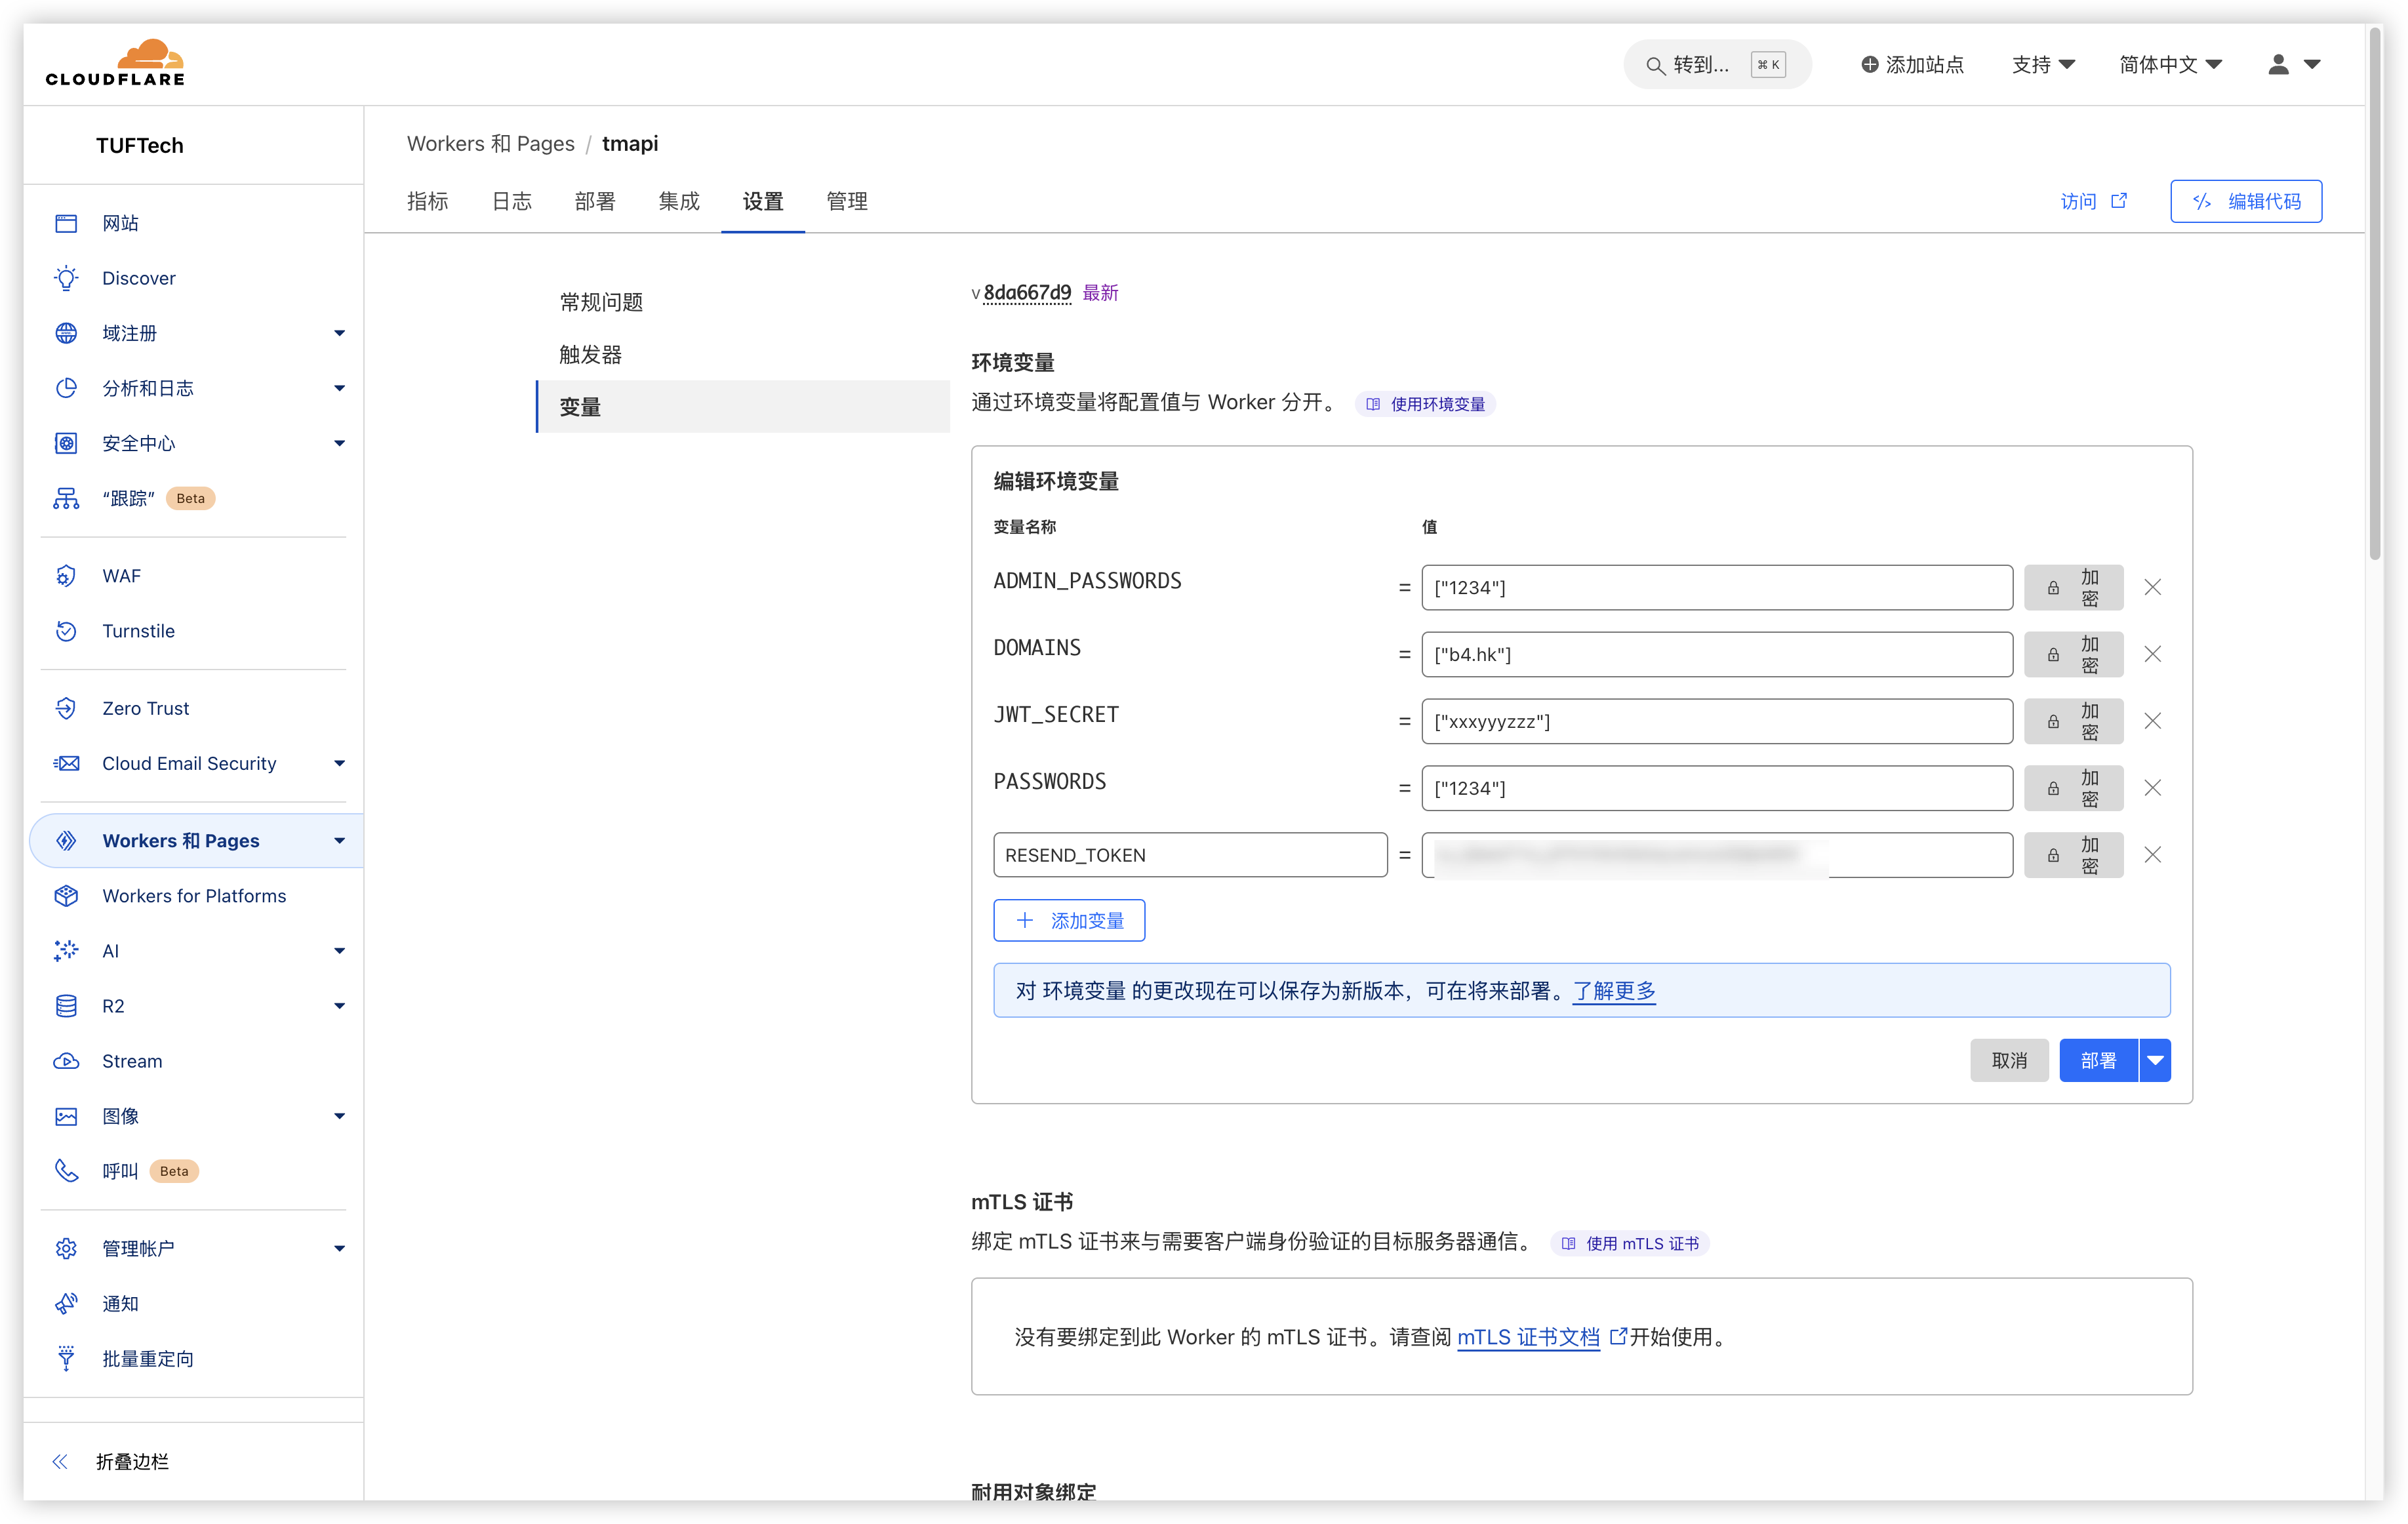 CLOUDFLARE
转到... ⌘ K
添加站点
支持
简体中文
TUFTech
网站
Discover
域注册
分析和日志
安全中心
“跟踪” Beta
WAF
Turnstile
Zero Trust
Cloud Email Security
Workers 和 Pages
Workers for Platforms
AI
R2
Stream
图像
呼叫 Beta
管理帐户
通知
批量重定向
折叠边栏
Workers 和 Pages / tmapi
指标 日志 部署 集成 设置 管理
访问
编辑代码
常规问题
触发器
变量
v 8da667d9 最新
环境变量
通过环境变量将配置值与 Worker 分开。 使用环境变量
编辑环境变量
变量名称 值
ADMIN_PASSWORDS = ["1234"] 加密
DOMAINS = ["b4.hk"] 加密
JWT_SECRET = ["xxxyyyzzz"] 加密
PASSWORDS = ["1234"] 加密
RESEND_TOKEN = 加密
添加变量
对 环境变量 的更改现在可以保存为新版本，可在将来部署。了解更多
取消 部署
mTLS 证书
绑定 mTLS 证书来与需要客户端身份验证的目标服务器通信。 使用 mTLS 证书
没有要绑定到此 Worker 的 mTLS 证书。请查阅 mTLS 证书文档 开始使用。
耐用对象绑定